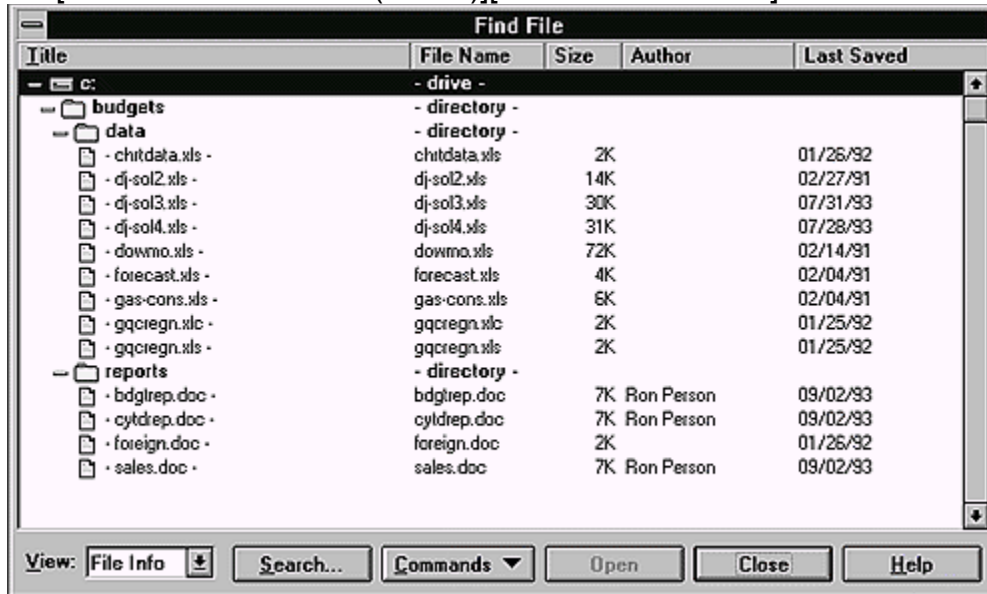 Find File
Title File Name Size Author Last Saved
c: - drive -
budgets - directory -
data - directory -
- chrtdata.xls - chrtdata.xls 2K 01/26/92
- dj-sol2.xls - dj-sol2.xls 14K 02/27/91
- dj-sol3.xls - dj-sol3.xls 30K 07/31/93
- dj-sol4.xls - dj-sol4.xls 31K 07/28/93
- dowmo.xls - dowmo.xls 72K 02/14/91
- forecast.xls - forecast.xls 4K 02/04/91
- gas-cons.xls - gas-cons.xls 6K 02/04/91
- gqcregn.xlc - gqcregn.xlc 2K 01/25/92
- gqcregn.xls - gqcregn.xls 2K 01/25/92
reports - directory -
- bdgtrep.doc - bdgtrep.doc 7K Ron Person 09/02/93
- cytdrep.doc - cytdrep.doc 7K Ron Person 09/02/93
- foreign.doc - foreign.doc 2K 01/26/92
- sales.doc - sales.doc 7K Ron Person 09/02/93
View: File Info Search... Commands Open Close Help